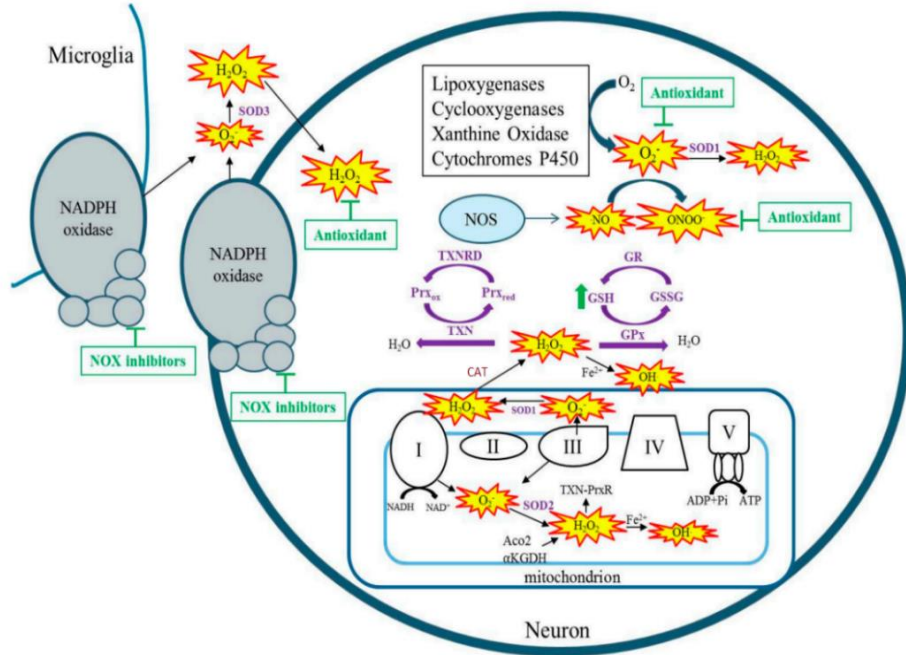 Microglia
H₂O₂
SOD3
O₂⁻
NADPH
oxidase
NOX inhibitors
NADPH
oxidase
NOX inhibitors
H₂O₂
Antioxidant
Lipoxygenases
Cyclooxygenases
Xanthine Oxidase
Cytochromes P450
O₂
Antioxidant
O₂⁻
SOD1
H₂O₂
NOS
·NO
ONOO⁻
Antioxidant
TXNRD
Prxox
Prxred
TXN
H₂O
GR
GSH
GSSG
GPx
H₂O
H₂O₂
Fe²⁺
OH
CAT
H₂O₂
SOD1
O₂⁻
I
II
III
IV
V
NADH
NAD⁺
O₂⁻
SOD2
TXN-PrxR
H₂O₂
Fe²⁺
OH
Aco2
αKGDH
ADP+Pi
ATP
mitochondrion
Neuron